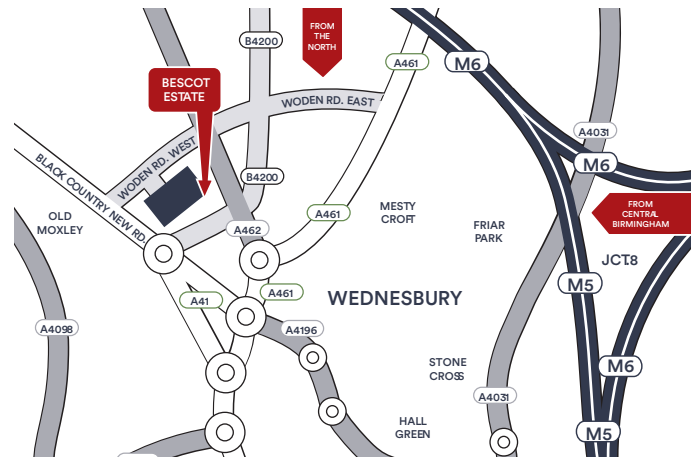 FROM
THE
NORTH
B4200
A461
M6
BESCOT
ESTATE
WODEN RD. EAST
A4031
M6
WODEN RD. WEST
B4200
BLACK COUNTRY NEW RD.
OLD
MOXLEY
A462
A461
MESTY
CROFT
FRIAR
PARK
FROM
CENTRAL
BIRMINGHAM
JCT.8
A41
A461
WEDNESBURY
M5
A4098
A4196
STONE
CROSS
M6
A4031
HALL
GREEN
M5